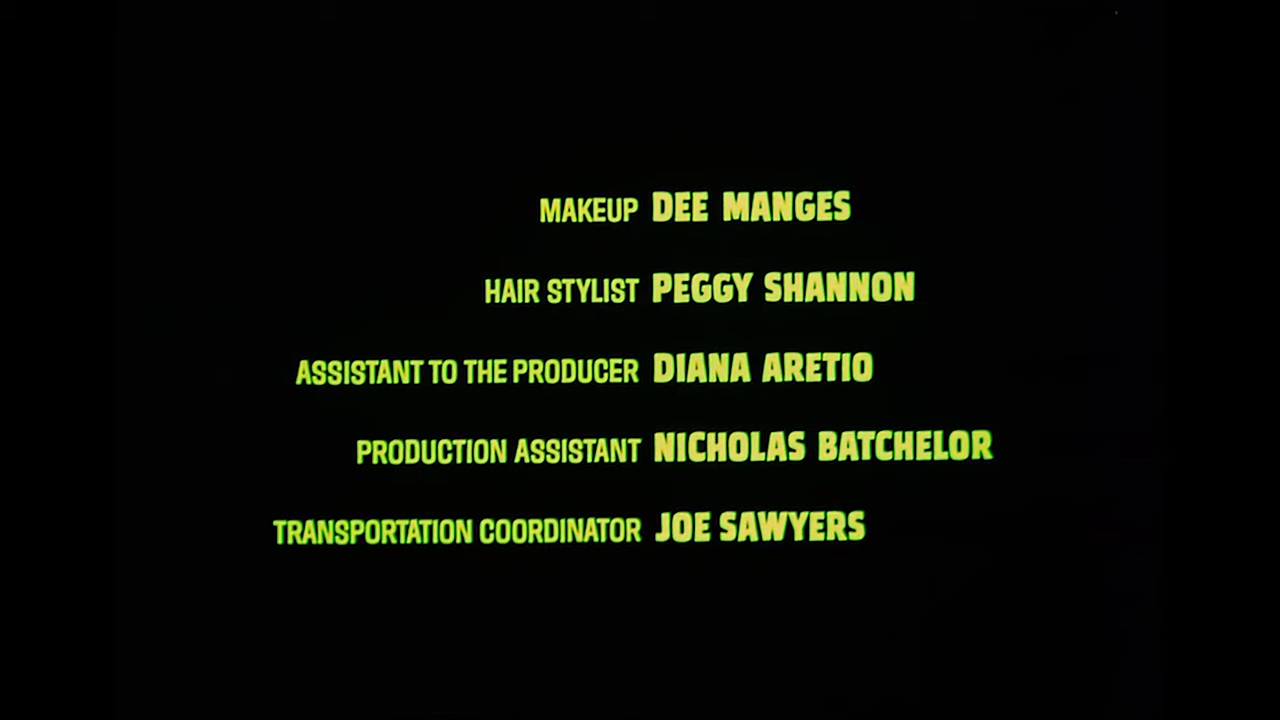 MAKEUP DEE MANGES
HAIR STYLIST PEGGY SHANNON
ASSISTANT TO THE PRODUCER DIANA ARETIO
PRODUCTION ASSISTANT NICHOLAS BATCHELOR
TRANSPORTATION COORDINATOR JOE SAWYERS